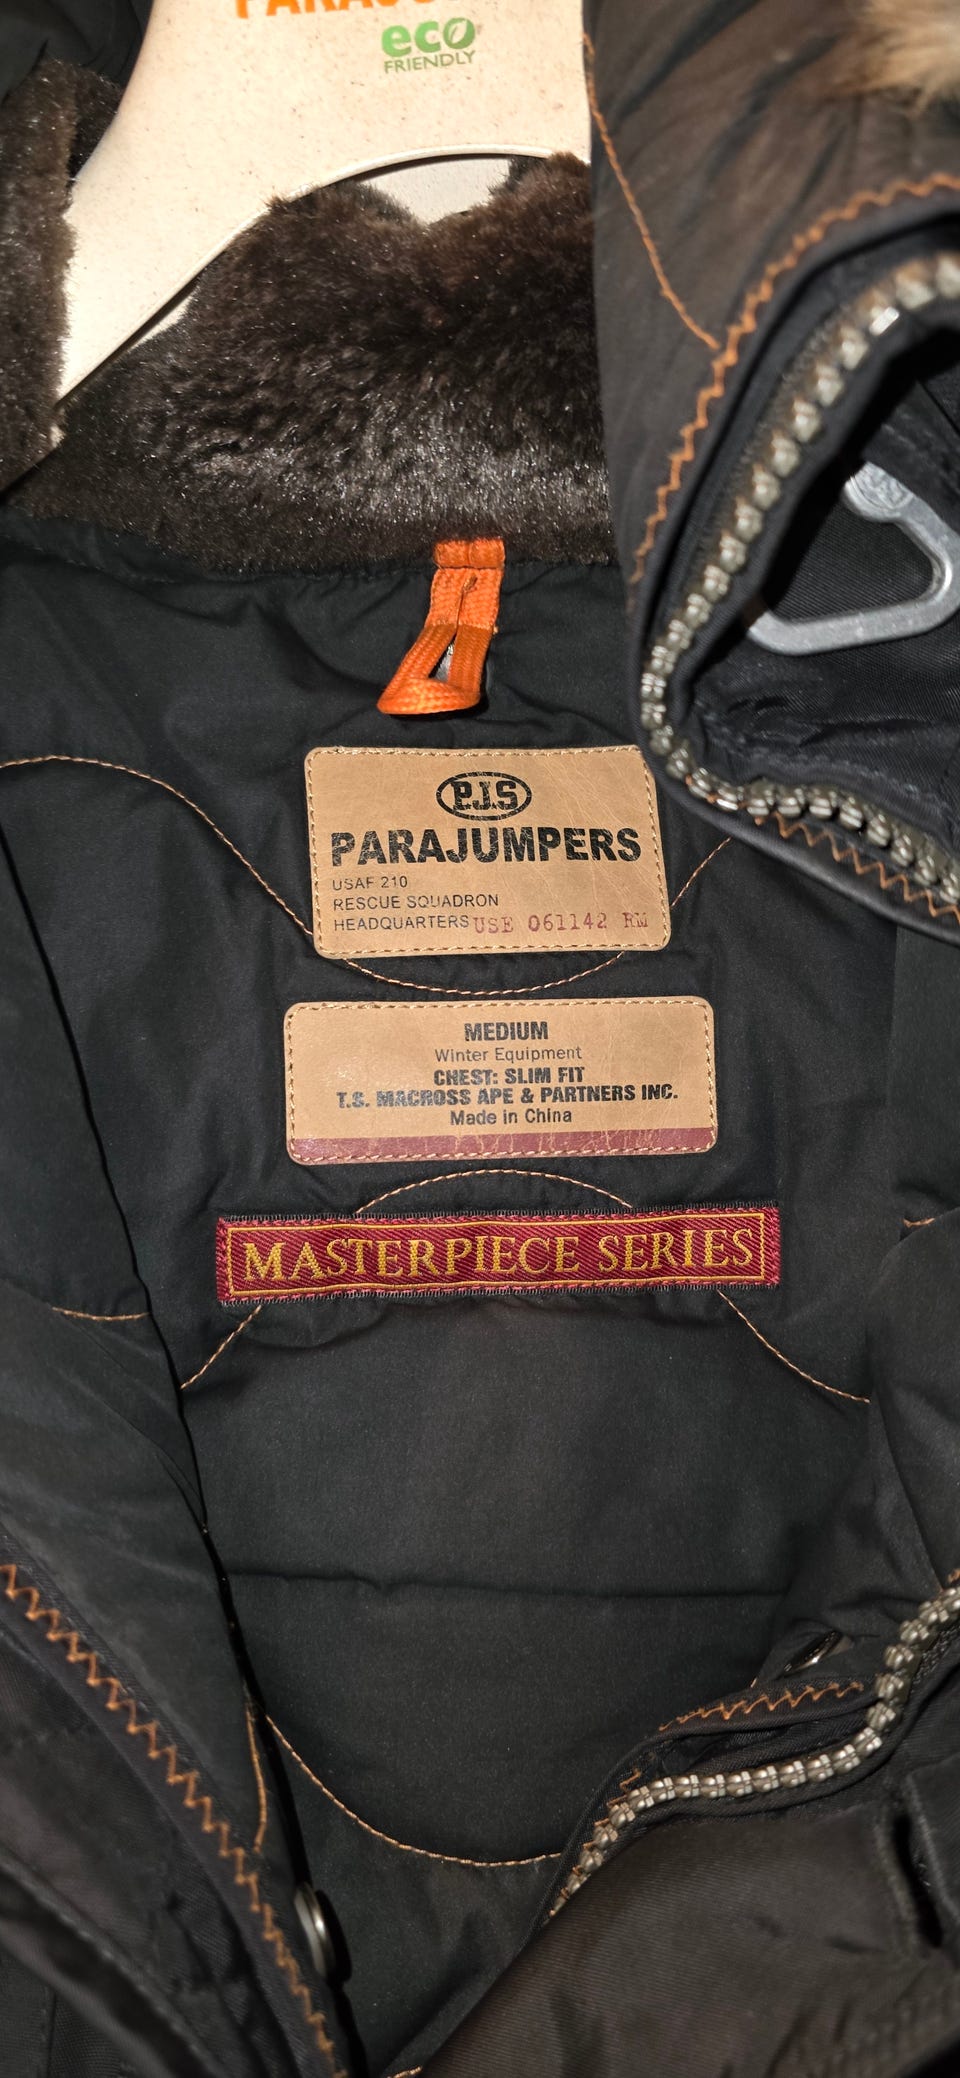 eco
FRIENDLY
P.J.S
PARAJUMPERS
USAF 210
RESCUE SQUADRON
HEADQUARTERS USE 061142 RM
MEDIUM
Winter Equipment
CHEST: SLIM FIT
T.S. MACROSS APE & PARTNERS INC.
Made in China
MASTERPIECE SERIES